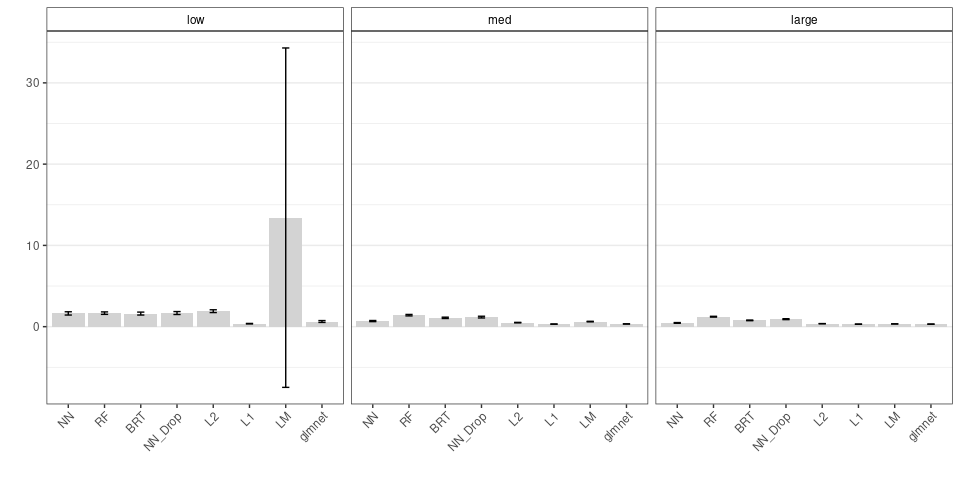 low med large
30
20
10
0
NN RF BRT NN_Drop L2 L1 LM glmnet NN RF BRT NN_Drop L2 L1 LM glmnet NN RF BRT NN_Drop L2 L1 LM glmnet